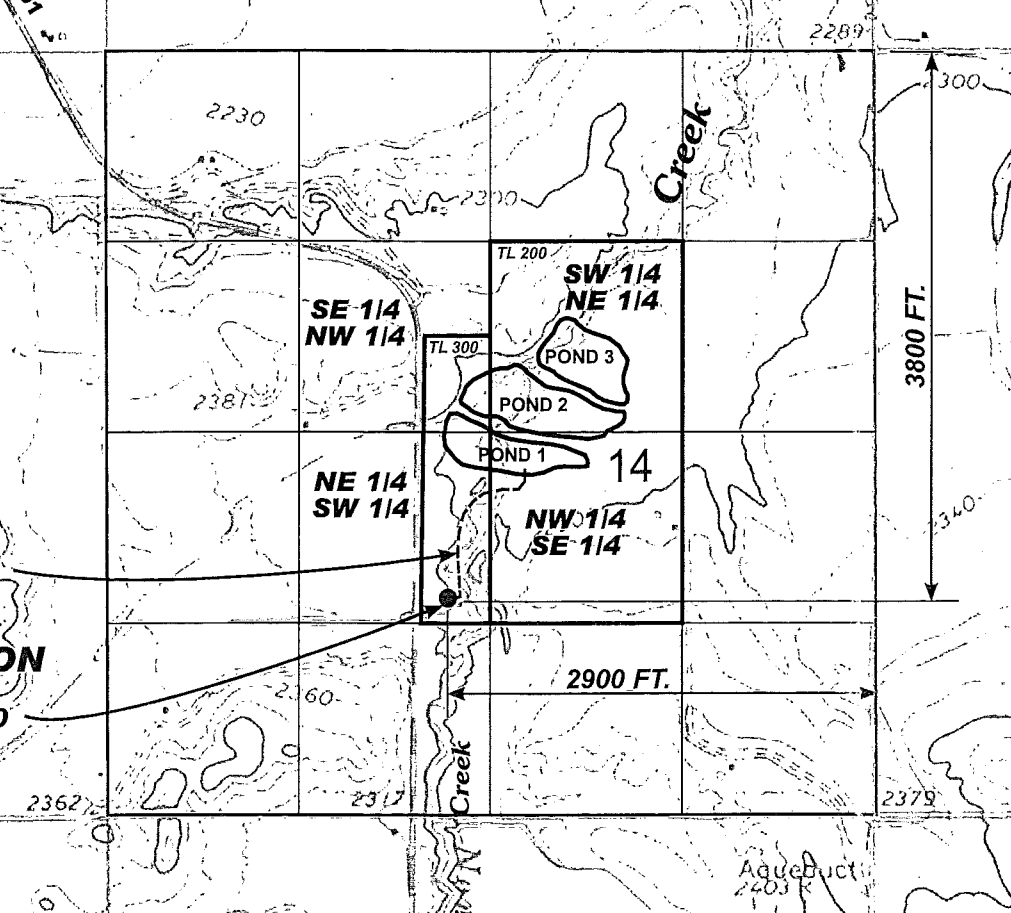 2289
2300
2230
Creek
2300
TL 200
SW 1/4
NE 1/4
SE 1/4
NW 1/4
TL 300
POND 3
3800 FT.
2381
POND 2
POND 1
14
NE 1/4
SW 1/4
NW 1/4
SE 1/4
2340
ON
2900 FT.
2360
Creek
2362
2317
2379
N
Aqueduct
2403